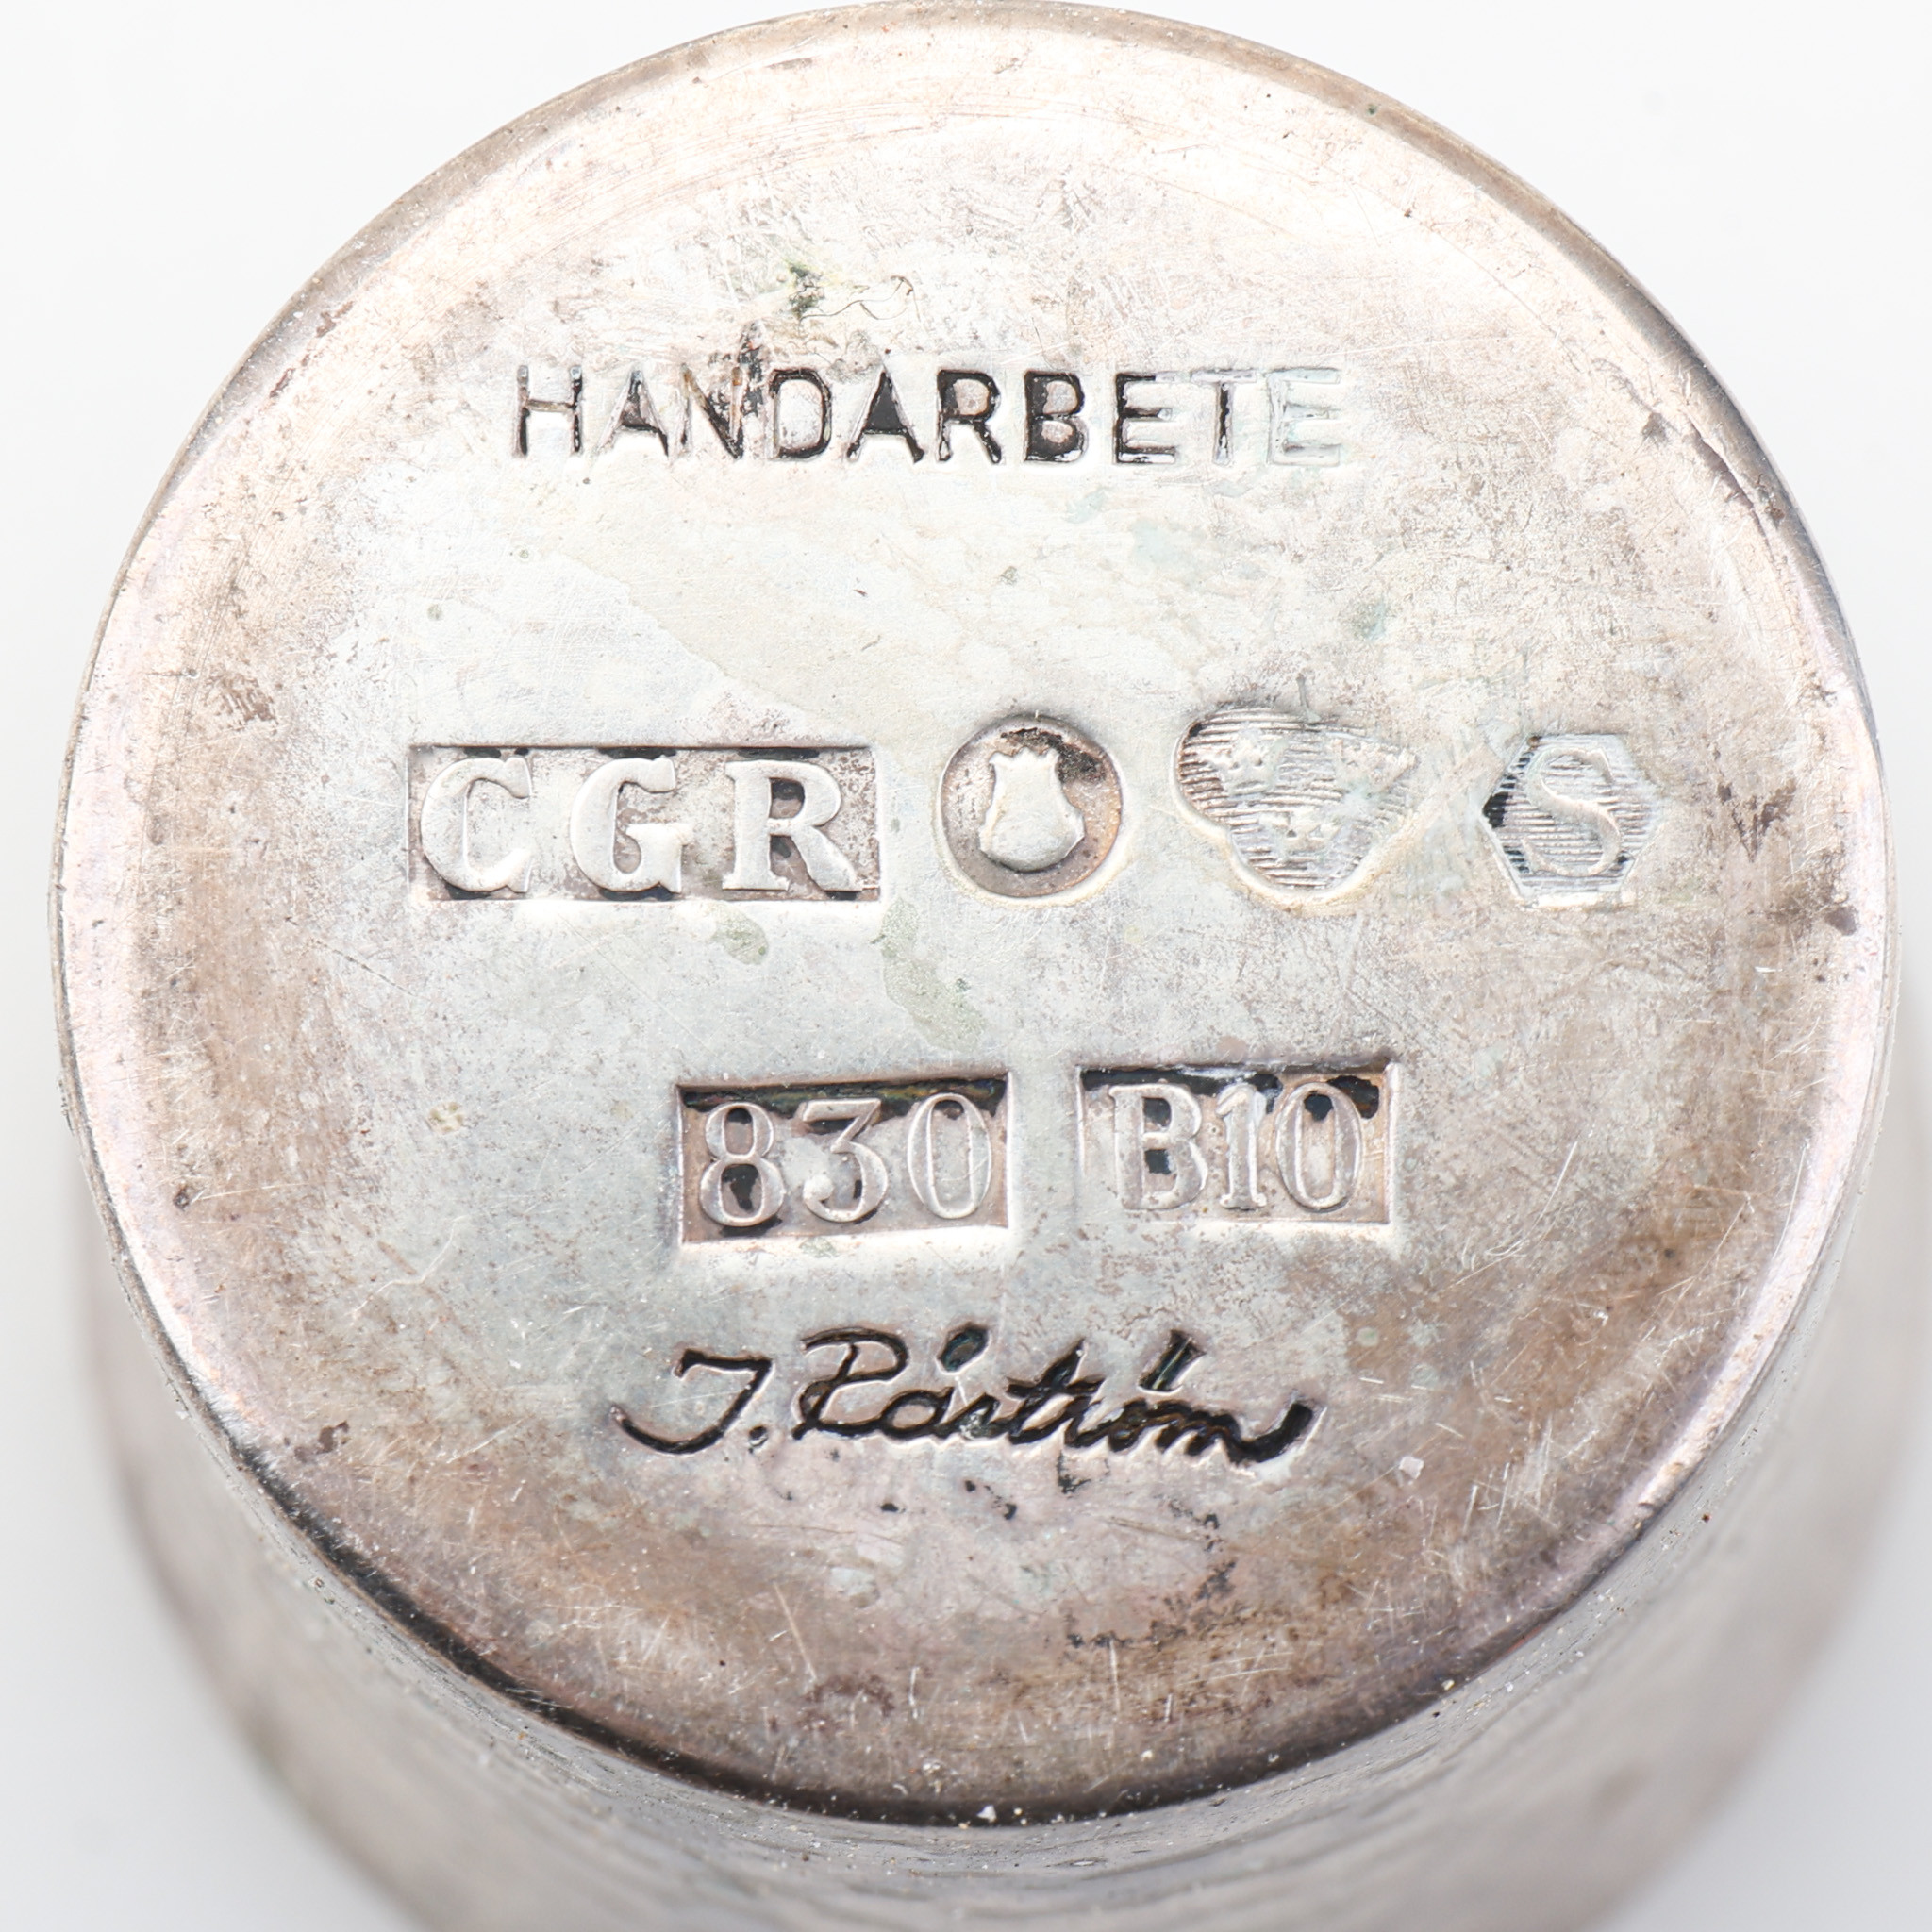 HANDARBETE
CGR S
830 B10
J. Råström